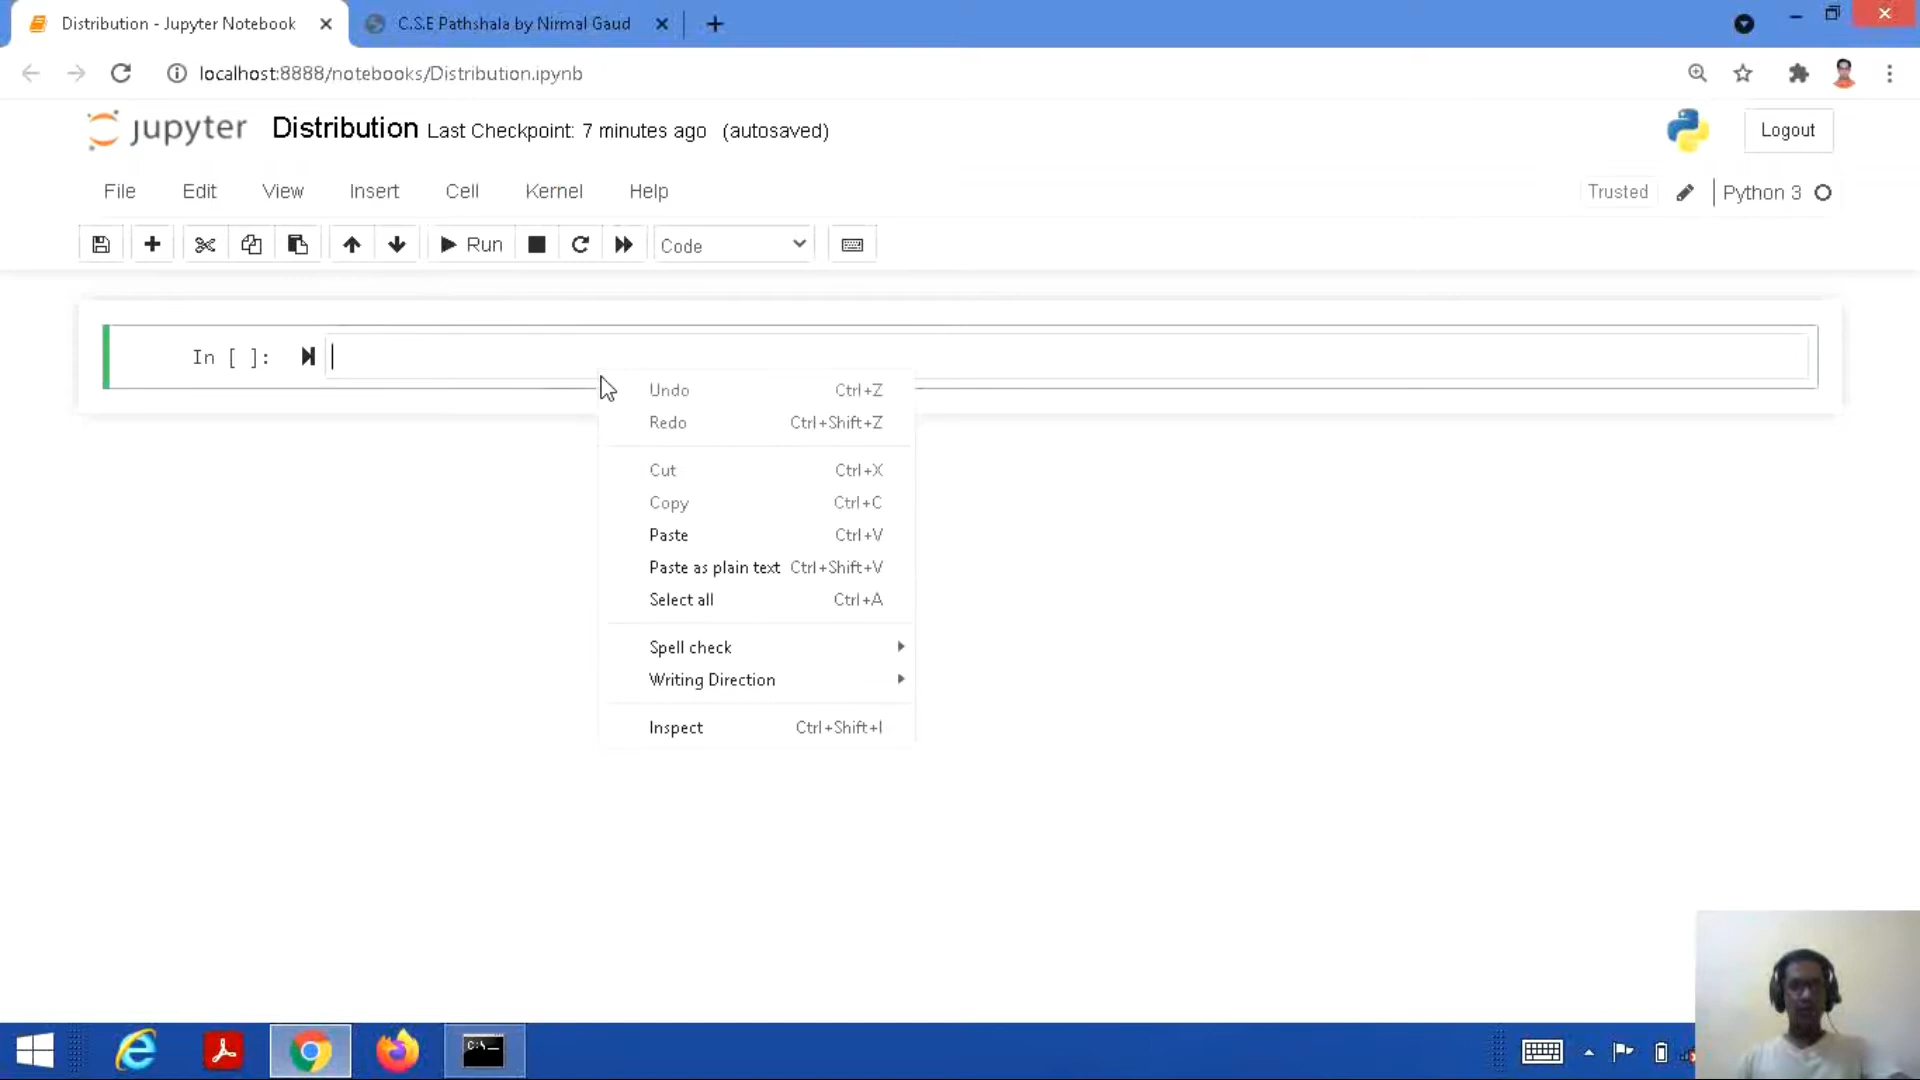 Distribution - Jupyter Notebook
C.S.E Pathshala by Nirmal Gaud
localhost:8888/notebooks/Distribution.ipynb
jupyter Distribution Last Checkpoint: 7 minutes ago (autosaved)
Logout
File Edit View Insert Cell Kernel Help
Trusted
Python 3
Run
Code
In [ ]:
Undo Ctrl+Z
Redo Ctrl+Shift+Z
Cut Ctrl+X
Copy Ctrl+C
Paste Ctrl+V
Paste as plain text Ctrl+Shift+V
Select all Ctrl+A
Spell check
Writing Direction
Inspect Ctrl+Shift+I
C:\